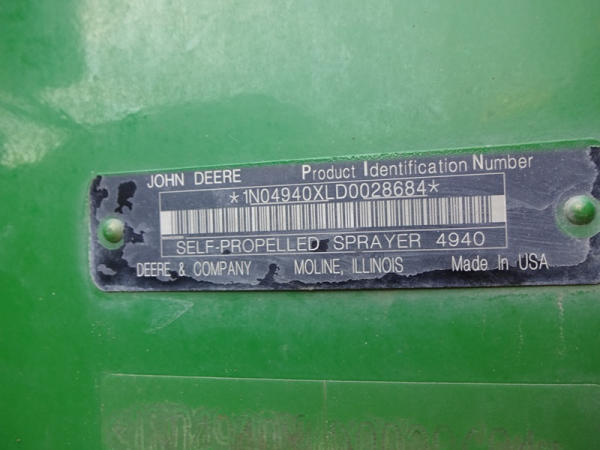 JOHN DEERE Product Identification Number
*1N04940XLD0028684*
SELF-PROPELLED SPRAYER 4940
DEERE & COMPANY MOLINE, ILLINOIS Made In USA